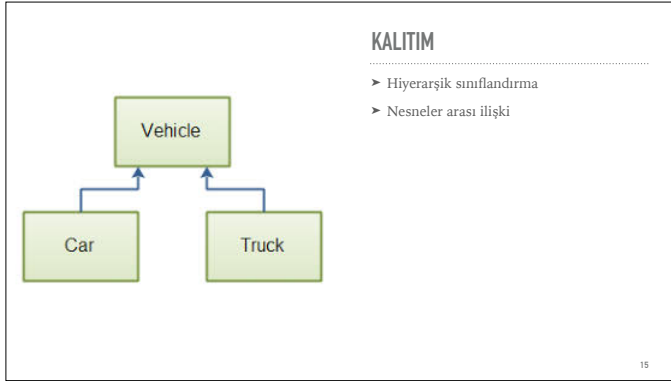 KALITIM
➤ Hiyerarşik sınıflandırma
➤ Nesneler arası ilişki
Vehicle
Car
Truck
15